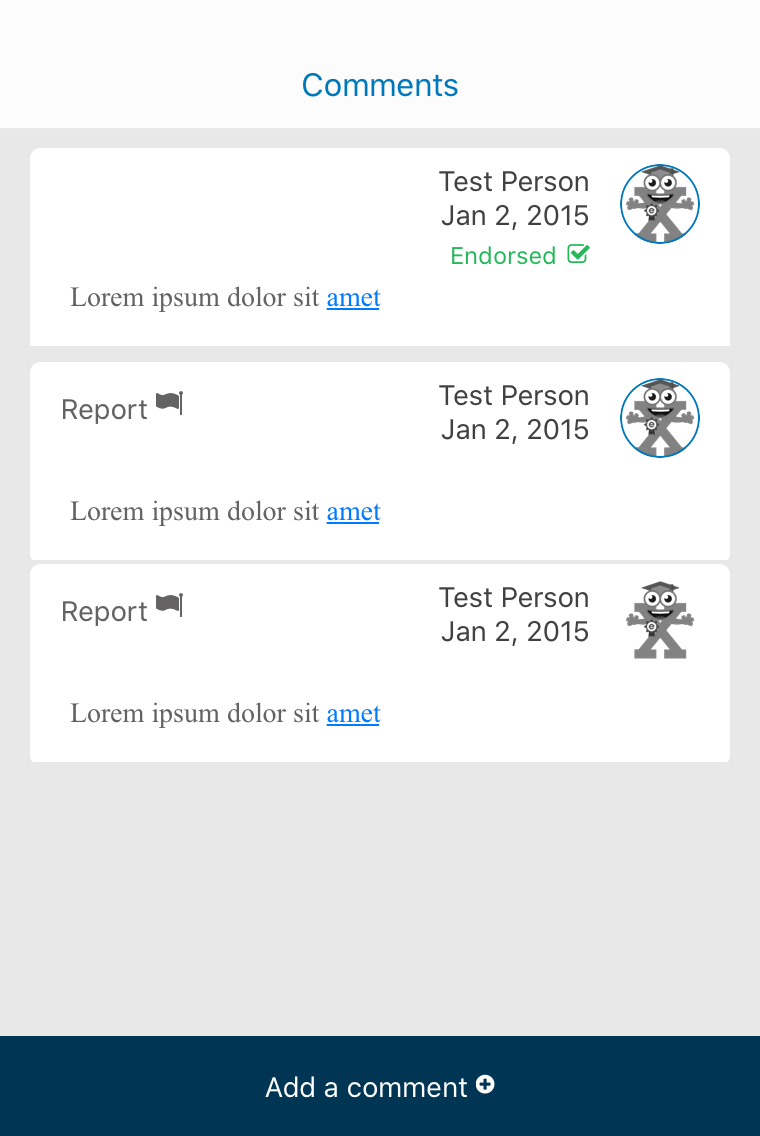 Comments
Test Person
Jan 2, 2015
Endorsed
Lorem ipsum dolor sit amet
Report
Test Person
Jan 2, 2015
Lorem ipsum dolor sit amet
Report
Test Person
Jan 2, 2015
Lorem ipsum dolor sit amet
Add a comment